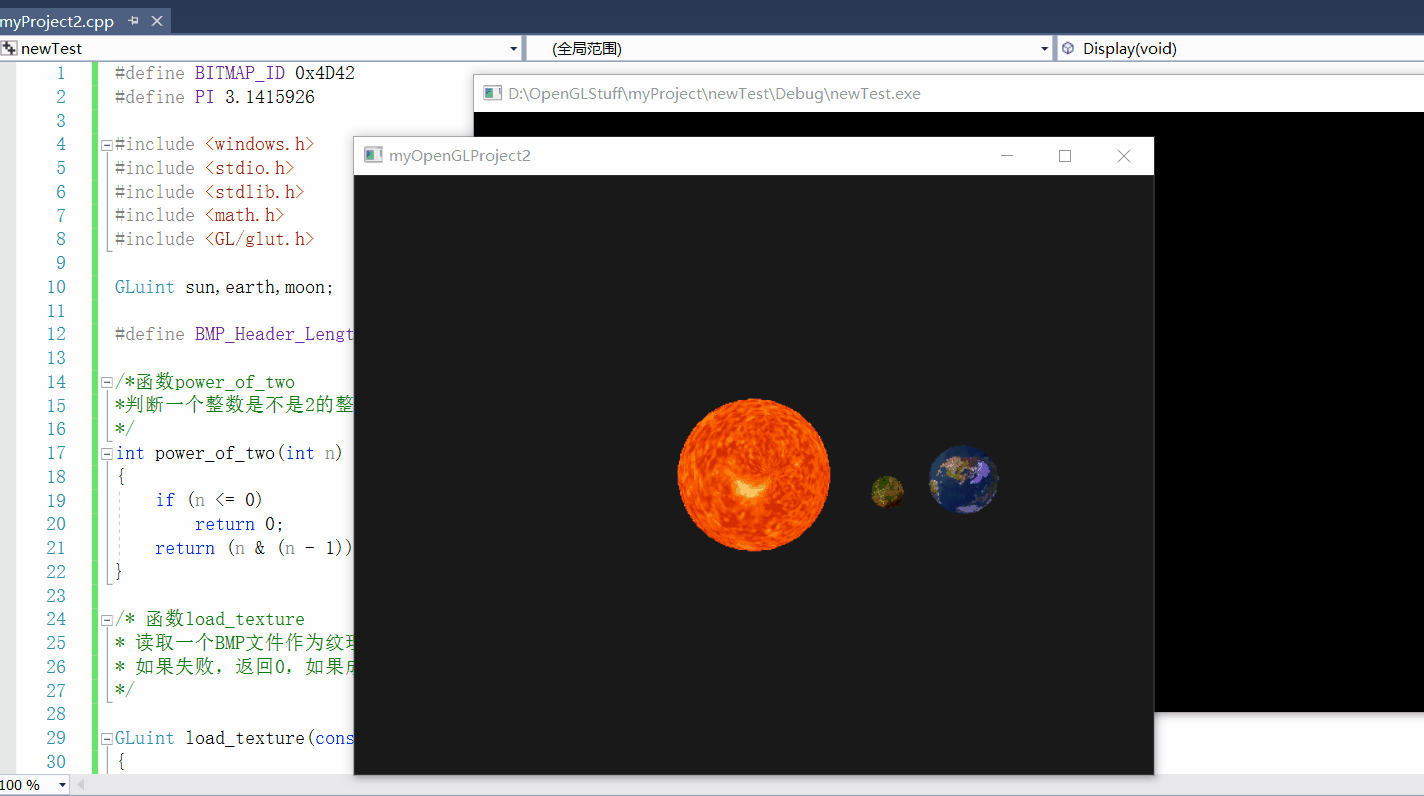 myProject2.cpp
newTest
(全局范围)
Display(void)
1 #define BITMAP_ID 0x4D42
2 #define PI 3.1415926
3
4 #include <windows.h>
5 #include <stdio.h>
6 #include <stdlib.h>
7 #include <math.h>
8 #include <GL/glut.h>
9
10 GLuint sun,earth,moon;
11
12 #define BMP_Header_Lengt
13
14 /*函数power_of_two
15 *判断一个整数是不是2的整
16 */
17 int power_of_two(int n)
18 {
19 if (n <= 0)
20 return 0;
21 return (n & (n - 1))
22 }
23
24 /* 函数load_texture
25 * 读取一个BMP文件作为纹
26 * 如果失败，返回0，如果
27 */
28
29 GLuint load_texture(cons
30 {
100 %
D:\OpenGLStuff\myProject\newTest\Debug\newTest.exe
myOpenGLProject2